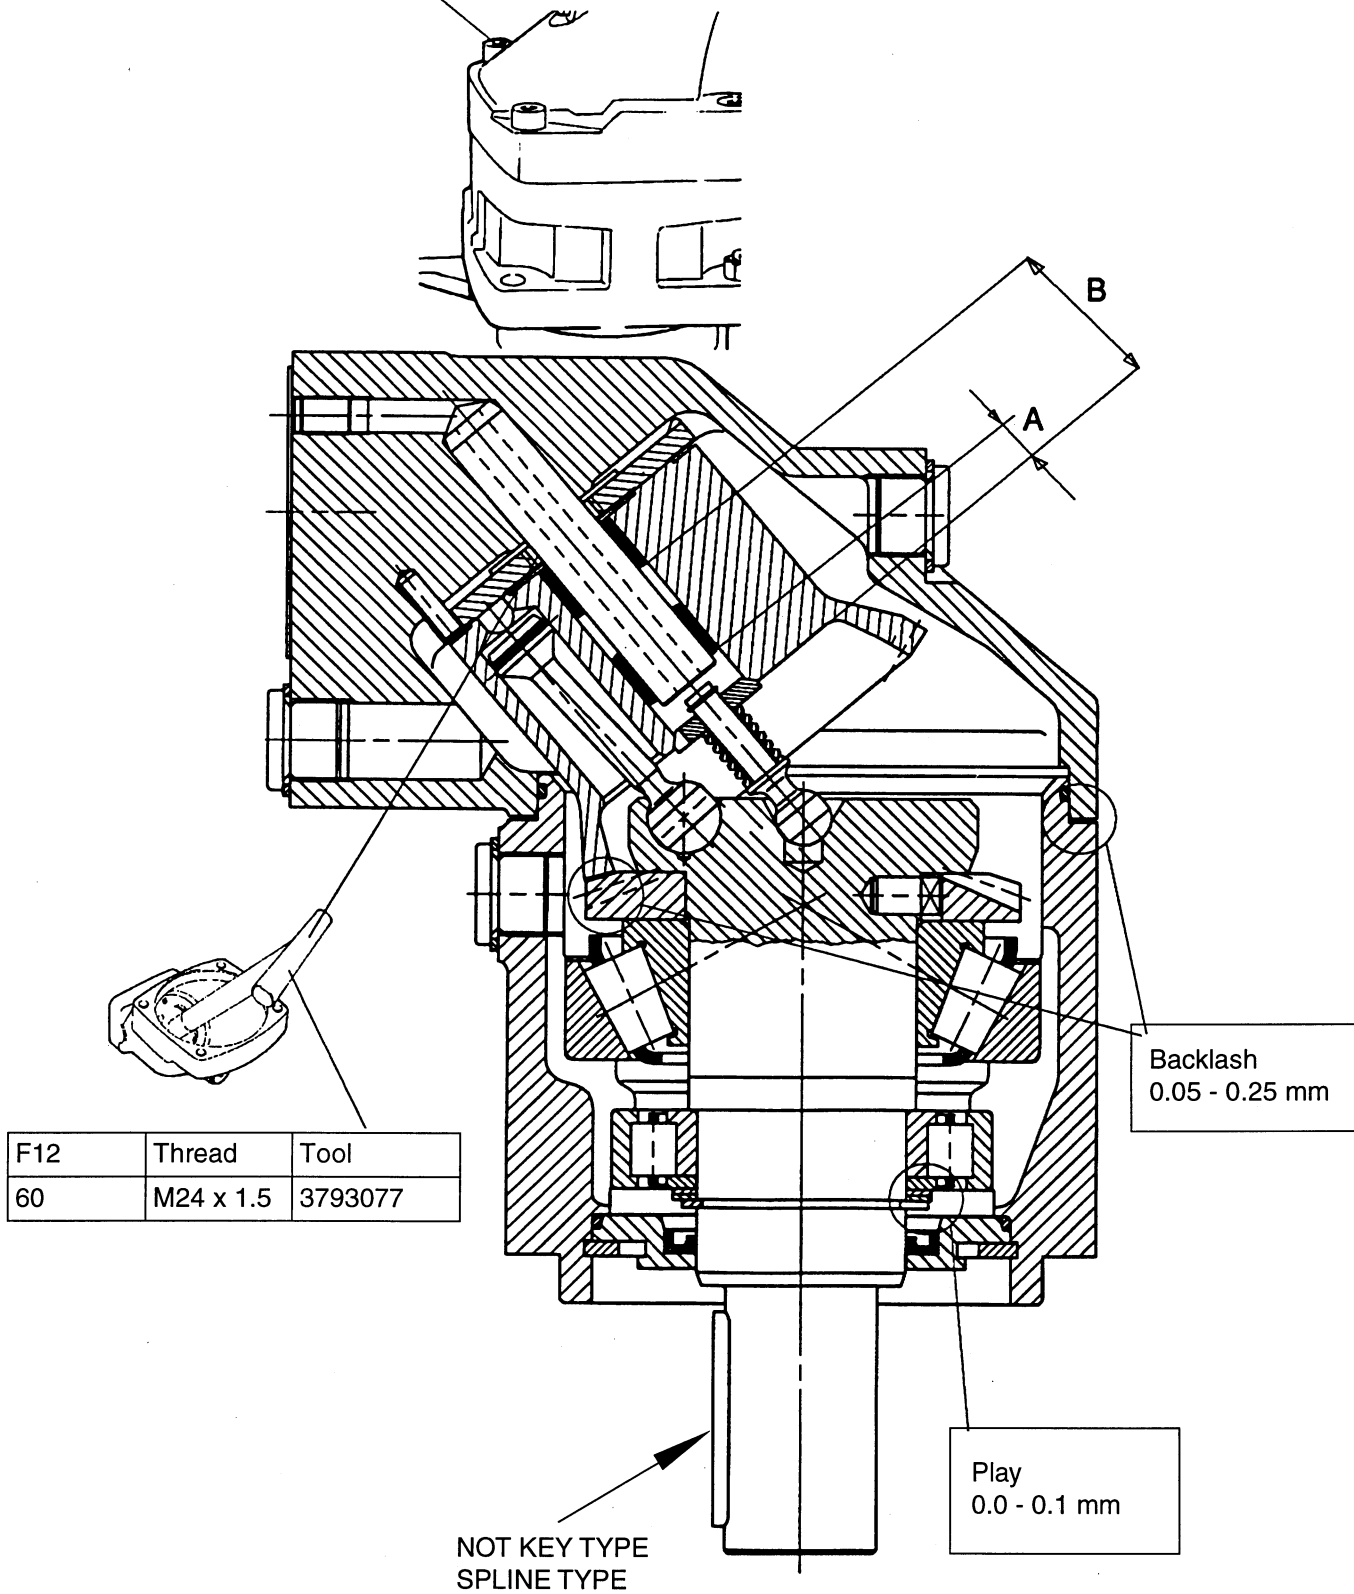 B
A
Backlash
0.05 - 0.25 mm
F12 Thread Tool
60 M24 x 1.5 3793077
Play
0.0 - 0.1 mm
NOT KEY TYPE
SPLINE TYPE